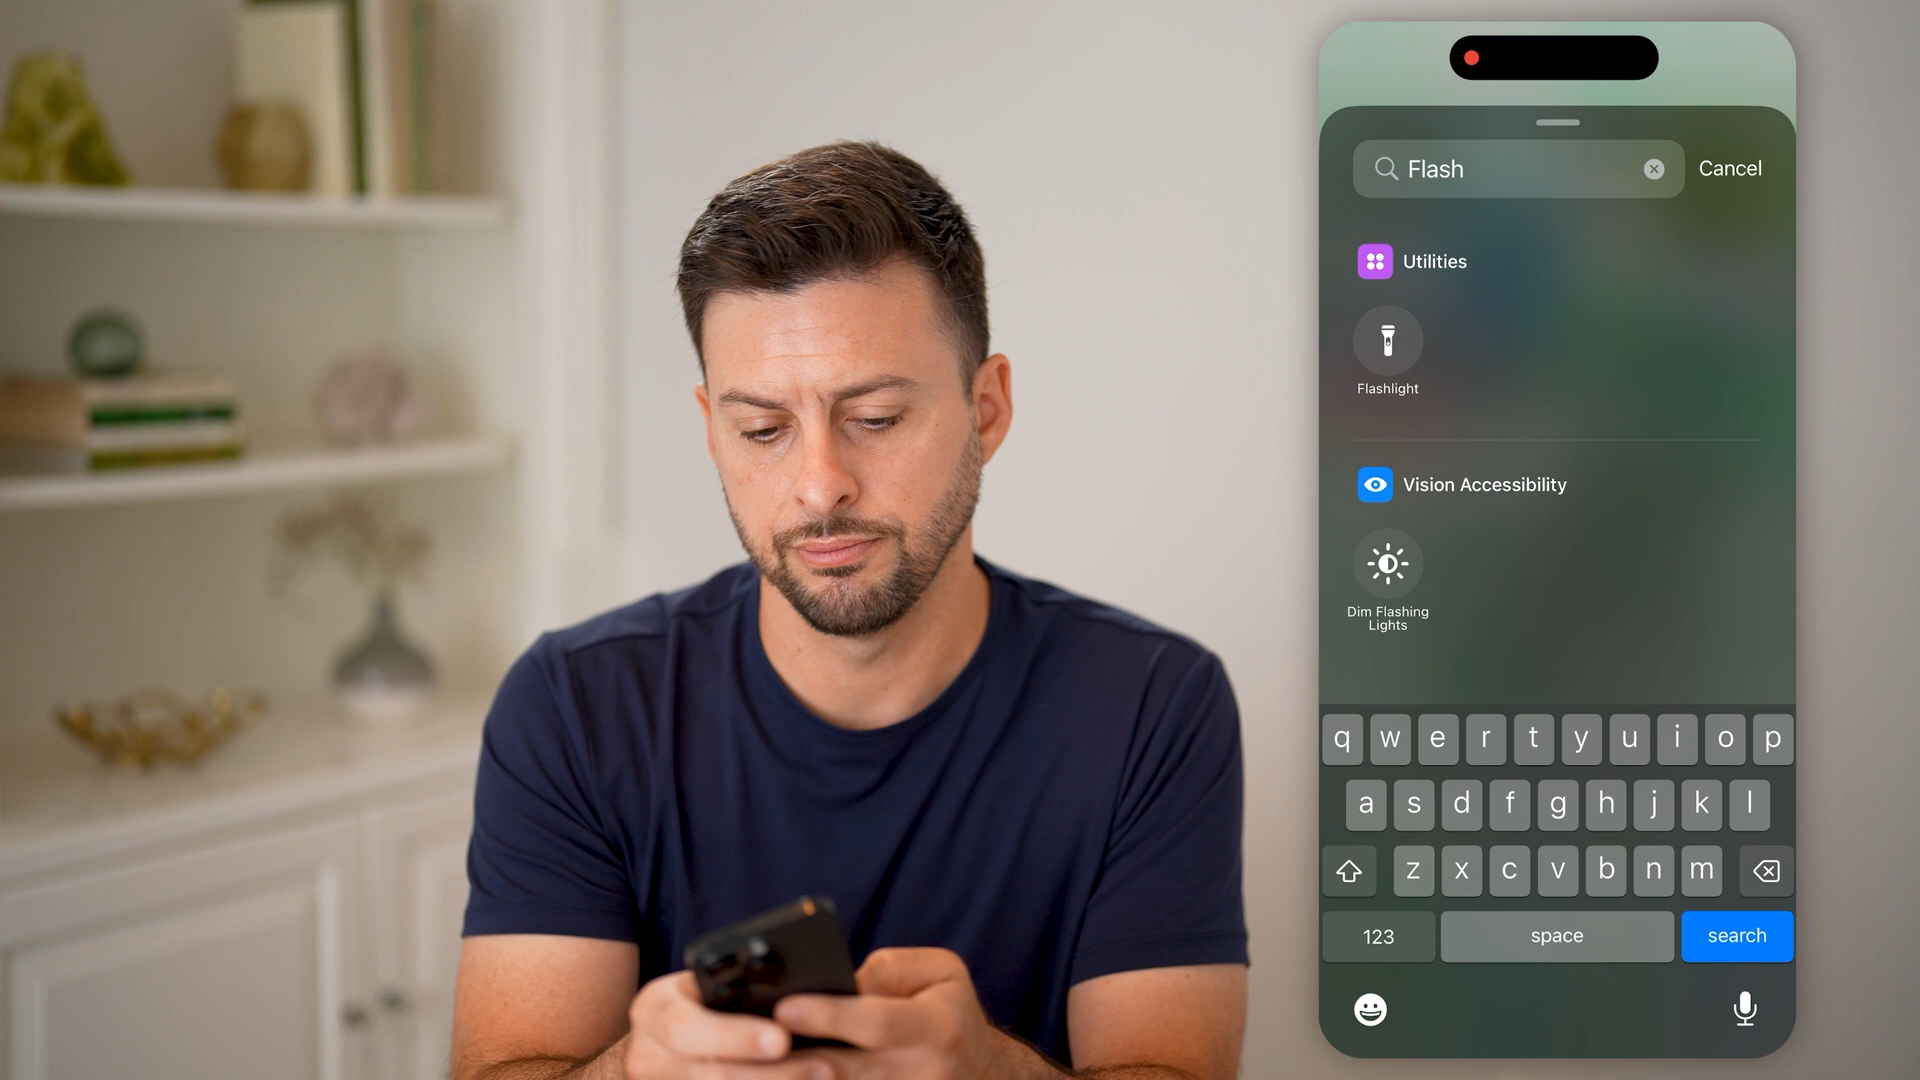 Flash
Cancel
Utilities
Flashlight
Vision Accessibility
Dim Flashing
Lights
q w e r t y u i o p
a s d f g h j k l
z x c v b n m
123 space search